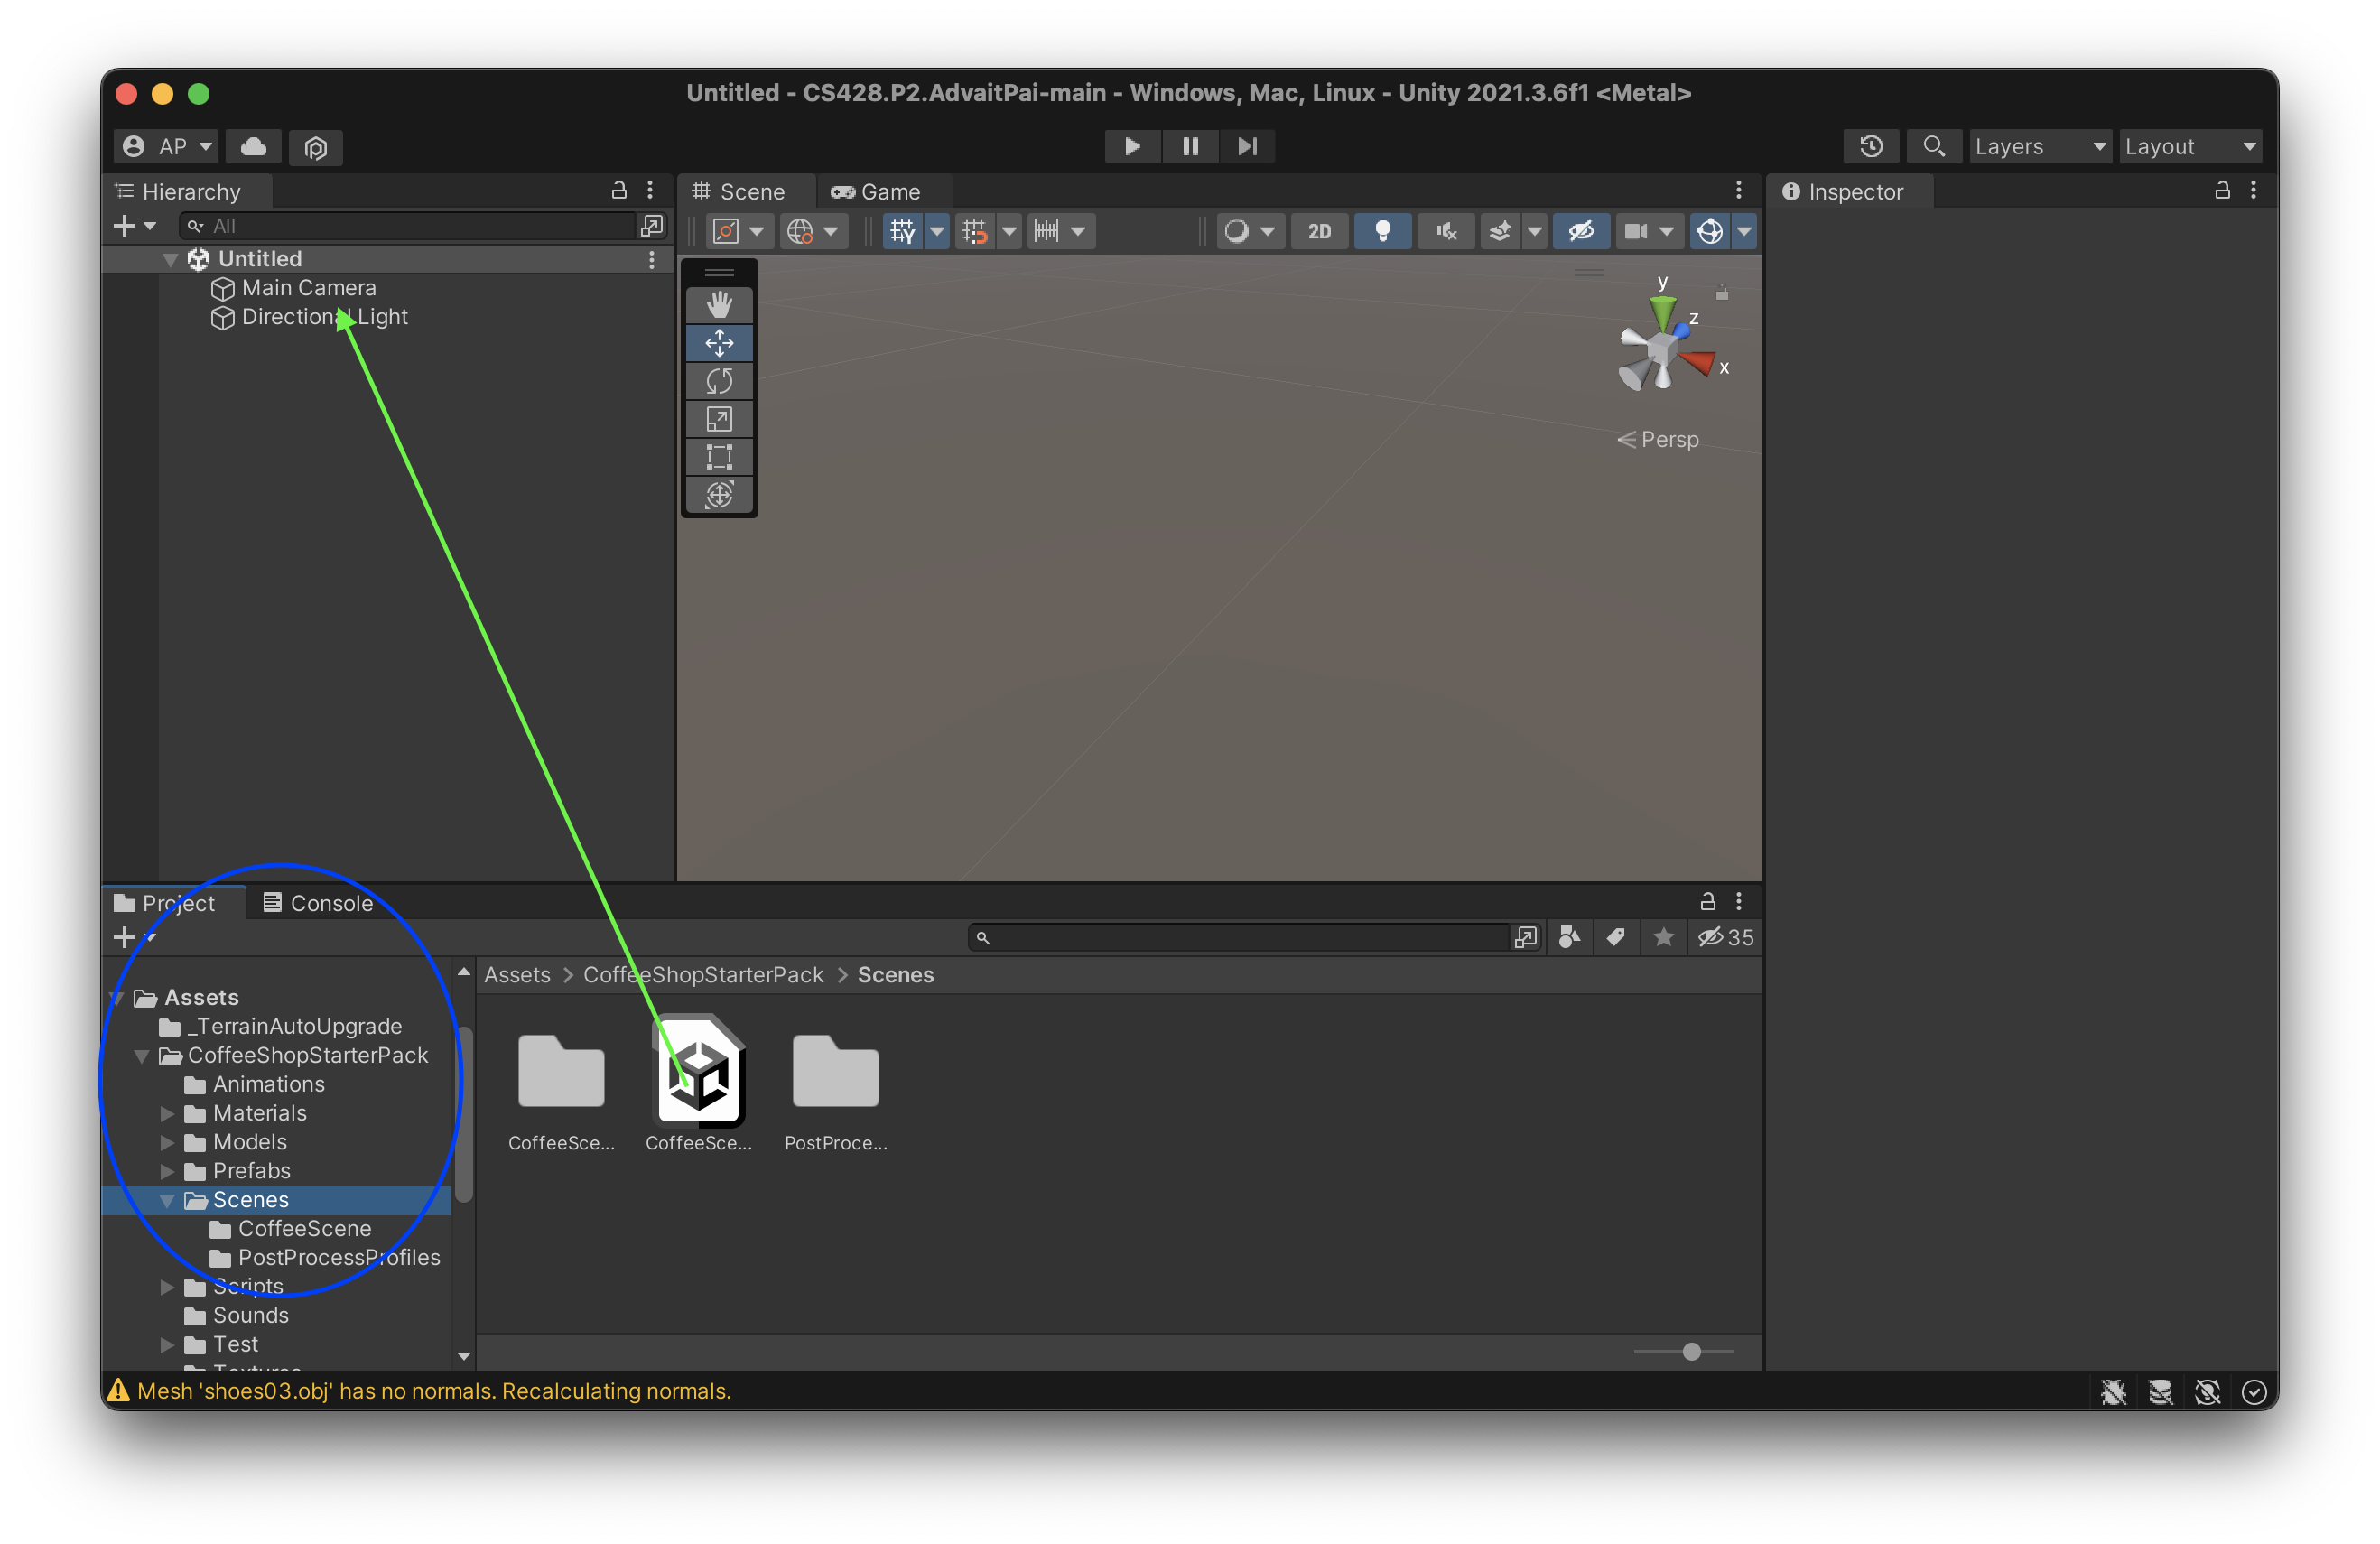 Untitled - CS428.P2.AdvaitPai-main - Windows, Mac, Linux - Unity 2021.3.6f1 <Metal>
AP
Layers
Layout
Hierarchy
All
Untitled
Main Camera
Directional Light
Scene
Game
2D
y
z
x
Persp
Inspector
Project
Console
35
Assets
_TerrainAutoUpgrade
CoffeeShopStarterPack
Animations
Materials
Models
Prefabs
Scenes
CoffeeScene
PostProcessProfiles
Scripts
Sounds
Test
Textures
Assets > CoffeeShopStarterPack > Scenes
CoffeeSce...
CoffeeSce...
PostProce...
Mesh 'shoes03.obj' has no normals. Recalculating normals.